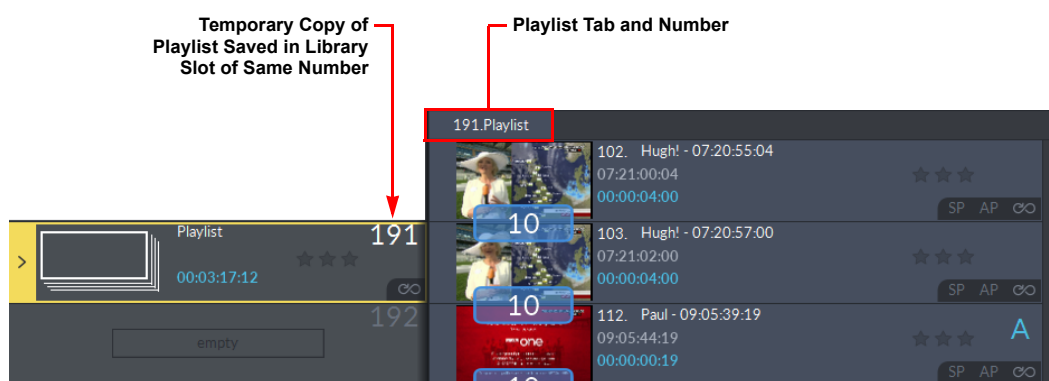 Temporary Copy of
Playlist Saved in Library
Slot of Same Number
Playlist Tab and Number
191.Playlist
102. Hugh! - 07:20:55:04
07:21:00:04
00:00:04:00
SP AP
10
Playlist
191
00:03:17:12
103. Hugh! - 07:20:57:00
07:21:02:00
00:00:04:00
SP AP
10
192
empty
112. Paul - 09:05:39:19
09:05:44:19
00:00:00:19
A
one
SP AP
10